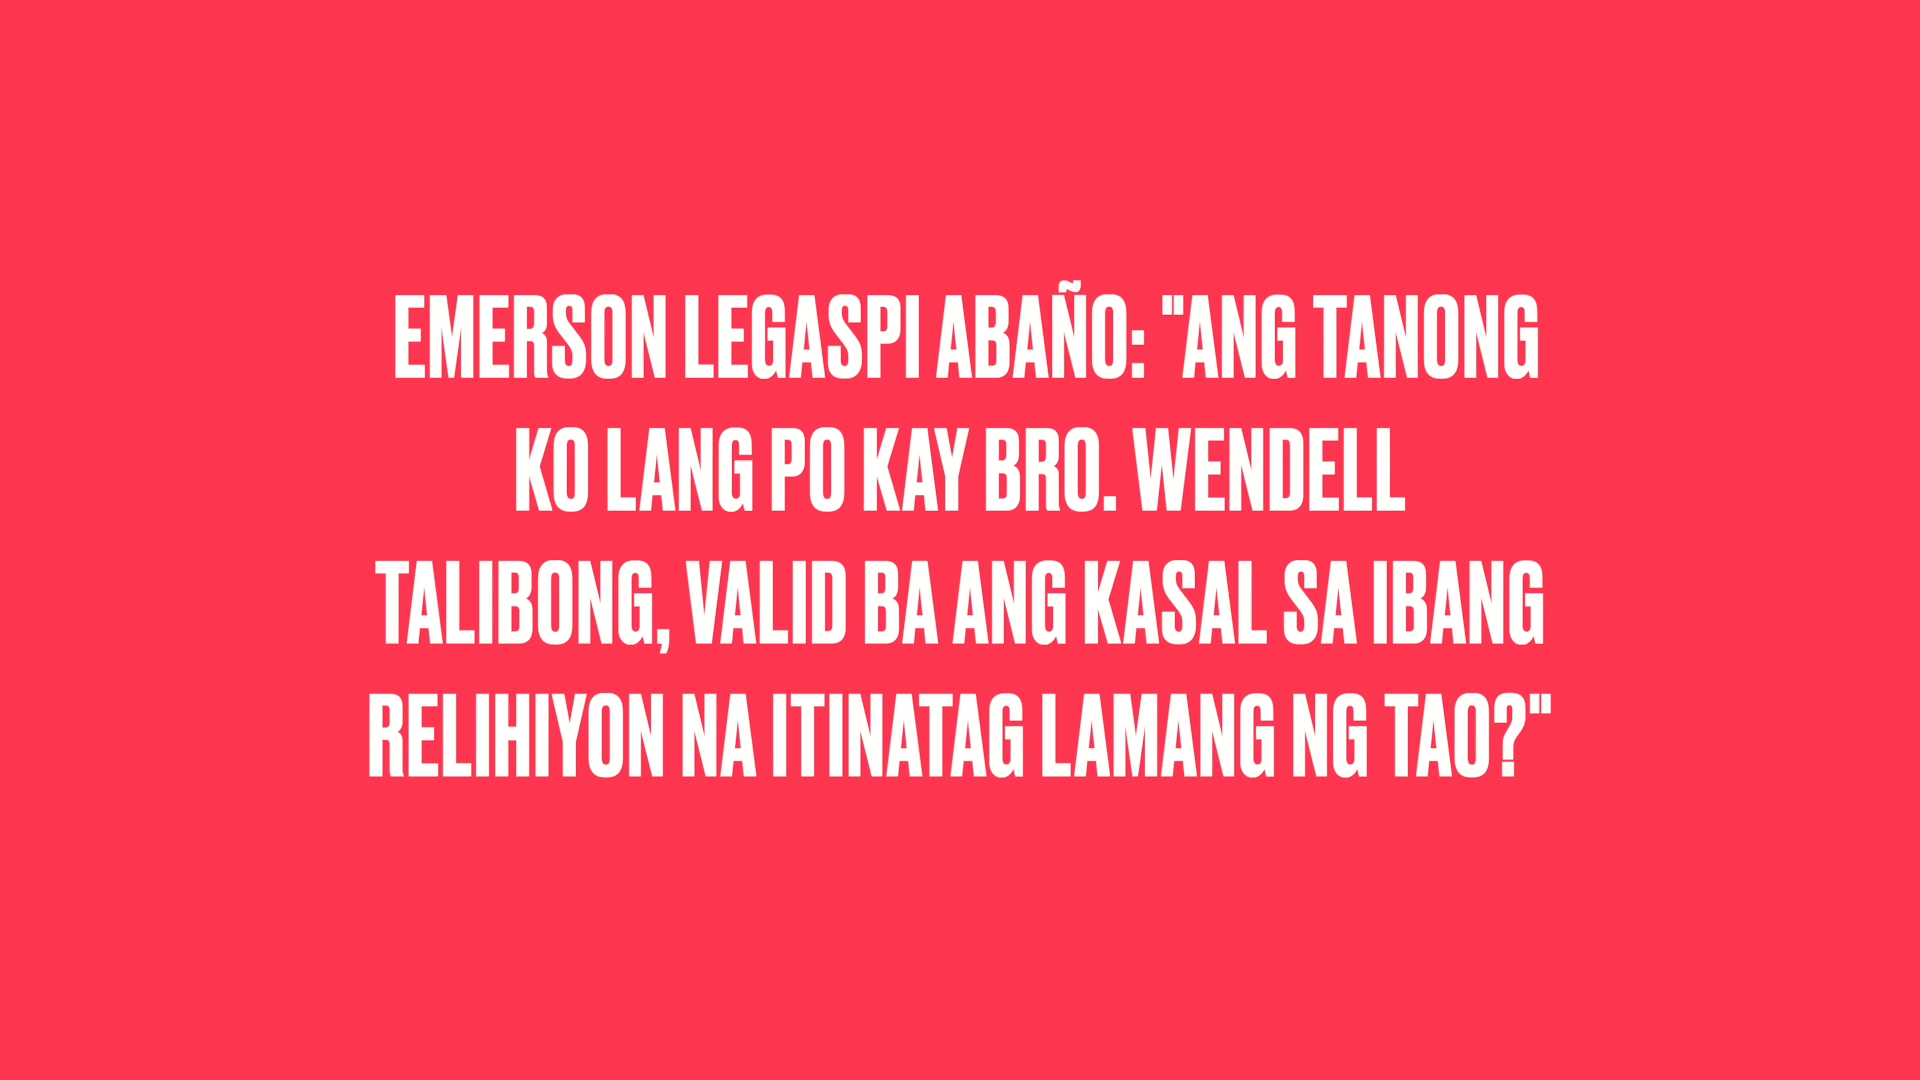 EMERSON LEGASPI ABAÑO: "ANG TANONG
KO LANG PO KAY BRO. WENDELL
TALIBONG, VALID BA ANG KASAL SA IBANG
RELIHIYON NA ITINATAG LAMANG NG TAO?"